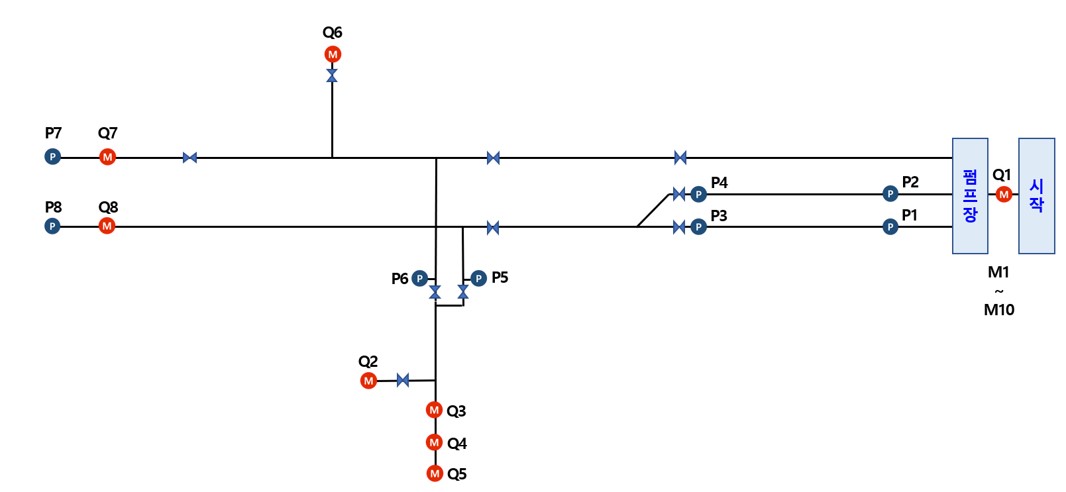 Q6
M
P7 Q7
P M
P4 P2
P P
P8 Q8
P M
P3 P1
P P
펌프장
Q1
M
시작
M1
~
M10
P6 P P P5
Q2
M
M Q3
M Q4
M Q5